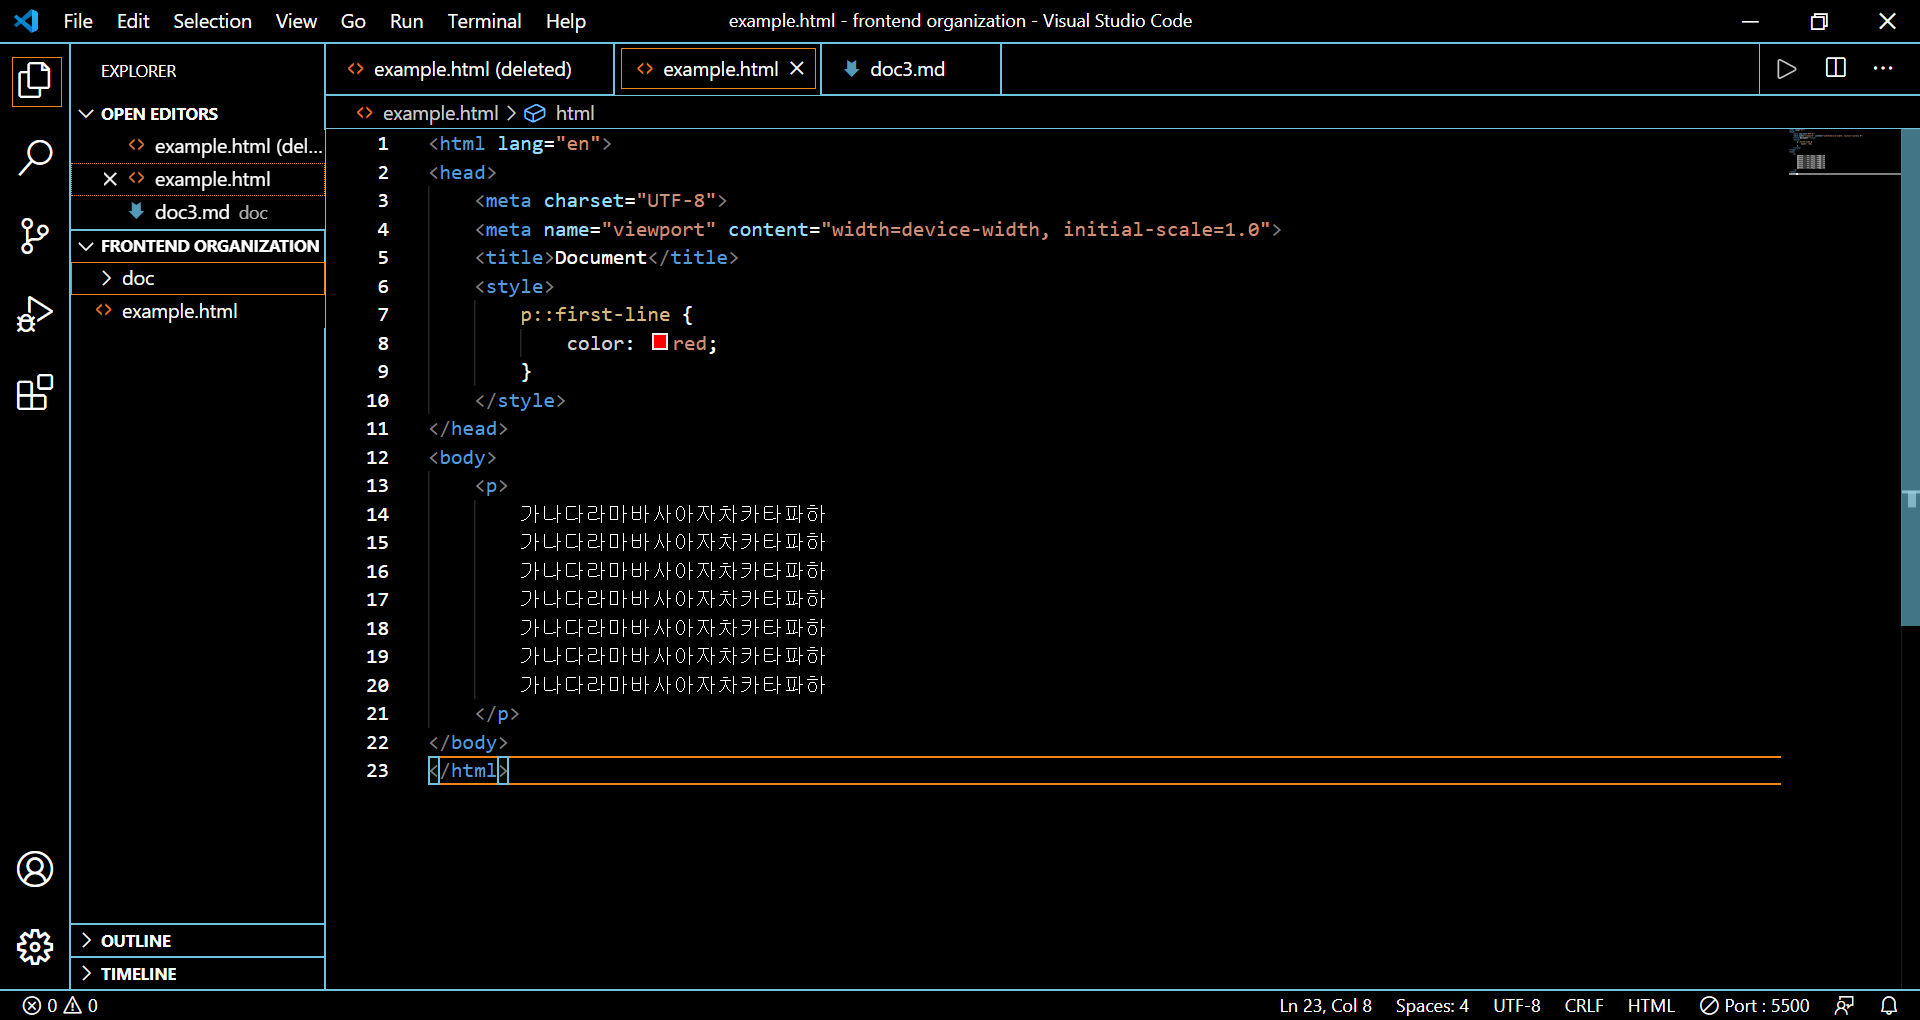 File Edit Selection View Go Run Terminal Help example.html - frontend organization - Visual Studio Code
EXPLORER
OPEN EDITORS
example.html (del...
example.html
doc3.md doc
FRONTEND ORGANIZATION
doc
example.html
OUTLINE
TIMELINE
example.html (deleted) example.html doc3.md
example.html > html
1 <html lang="en">
2 <head>
3 <meta charset="UTF-8">
4 <meta name="viewport" content="width=device-width, initial-scale=1.0">
5 <title>Document</title>
6 <style>
7 p::first-line {
8 color: red;
9 }
10 </style>
11 </head>
12 <body>
13 <p>
14 가나다라마바사아자차카타파하
15 가나다라마바사아자차카타파하
16 가나다라마바사아자차카타파하
17 가나다라마바사아자차카타파하
18 가나다라마바사아자차카타파하
19 가나다라마바사아자차카타파하
20 가나다라마바사아자차카타파하
21 </p>
22 </body>
23 </html>
0 0 Ln 23, Col 8 Spaces: 4 UTF-8 CRLF HTML Port : 5500